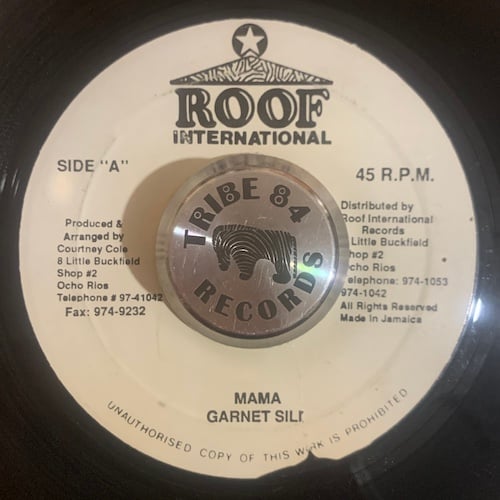 ROOF
INTERNATIONAL
SIDE "A"
45 R.P.M.
Produced &
Arranged by
Courtney Cole
8 Little Buckfield
Shop #2
Ocho Rios
Telephone # 97-41042
Fax: 974-9232
TRIBE 84
RECORDS
Distributed by
Roof International
Records
Little Buckfield
Shop #2
Ocho Rios
Telephone: 974-1053
974-1042
All Rights Reserved
Made In Jamaica
MAMA
GARNET
UNAUTHORISED COPY OF THIS WORK IS PROHIBITED